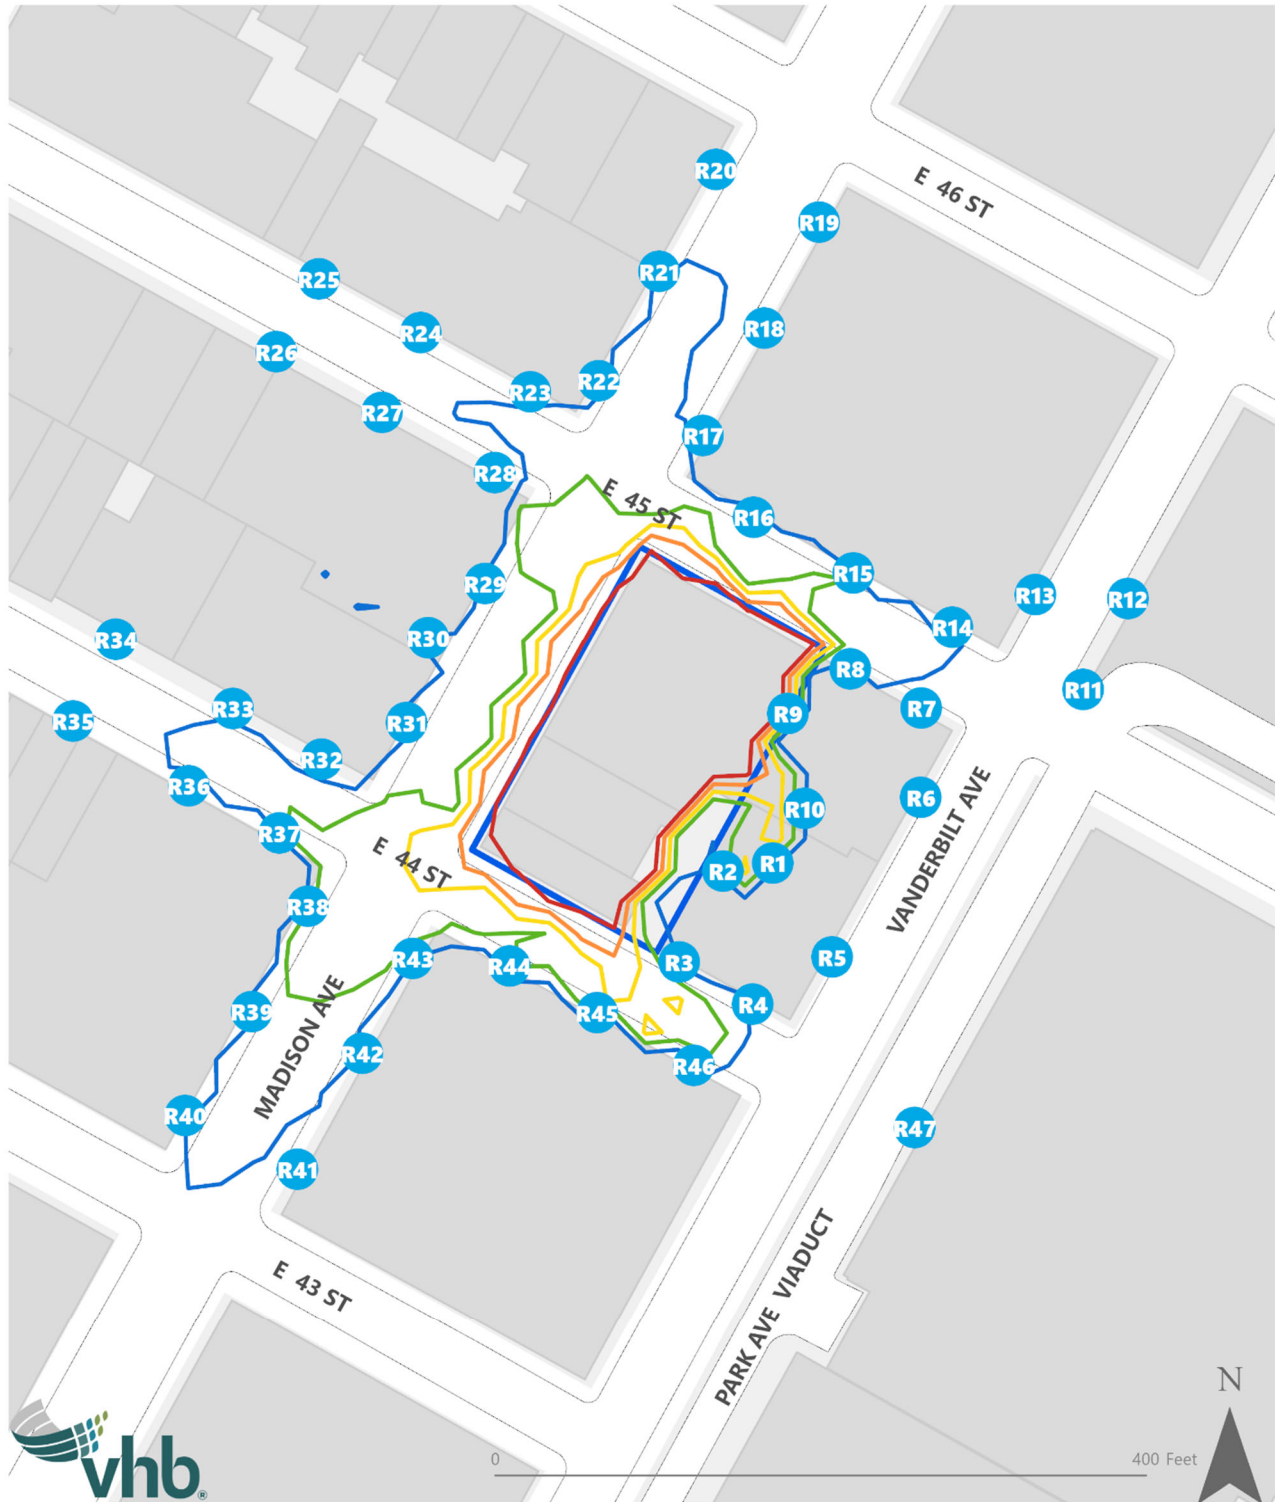 R20
E 46 ST
R19
R21
R25
R18
R24
R26
R22
R23
R27
R17
R28
E 45 ST
R16
R15
R29
R13
R12
R14
R30
R34
R8
R11
R33
R7
R9
R35
R31
R32
R36
R6
R10
R37
VANDERBILT AVE
E 44 ST
R1
R2
R38
R5
R43
R3
R44
R4
R39
R45
MADISON AVE
R42
R46
R40
R47
R41
E 43 ST
PARK AVE VIADUCT
N
0
400 Feet
vhb®